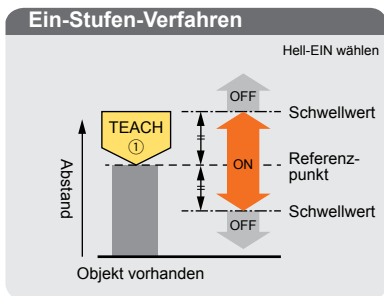 Ein-Stufen-Verfahren
Hell-EIN wählen
OFF
Schwellwert
TEACH
①
ON
Referenz-
punkt
Abstand
Schwellwert
OFF
Objekt vorhanden